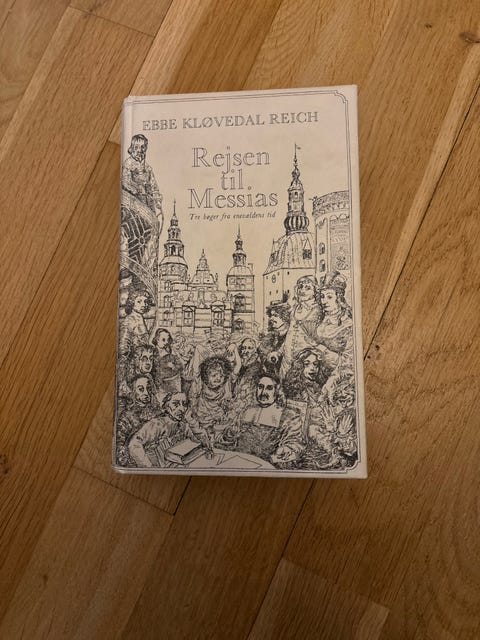 EBBE KLØVEDAL REICH
Rejsen
til
Messias
Tre bøger fra enevældens tid